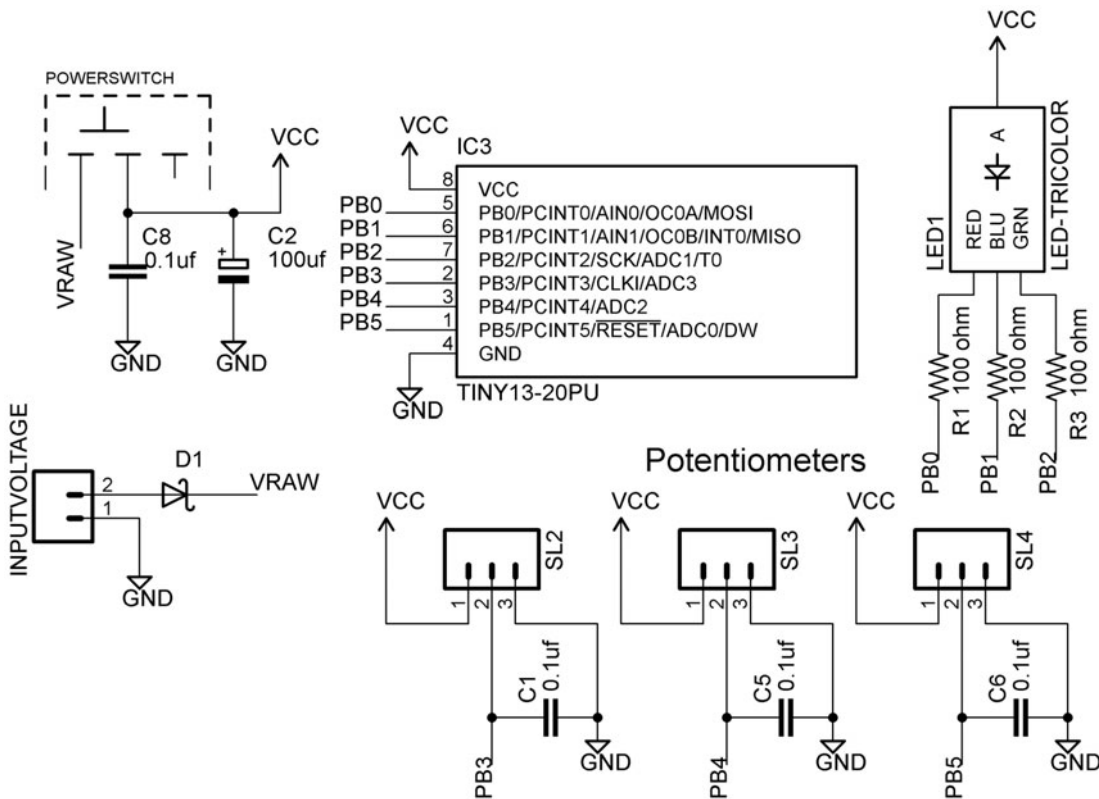 POWERSWITCH
VCC
VRAW
C8
0.1uf
+
C2
100uf
GND
GND
INPUTVOLTAGE
2
1
D1
VRAW
GND
VCC
IC3
8
VCC
PB0
5
PB0/PCINT0/AIN0/OC0A/MOSI
PB1
6
PB1/PCINT1/AIN1/OC0B/INT0/MISO
PB2
7
PB2/PCINT2/SCK/ADC1/T0
PB3
2
PB3/PCINT3/CLKI/ADC3
PB4
3
PB4/PCINT4/ADC2
PB5
1
PB5/PCINT5/RESET/ADC0/DW
4
GND
GND
TINY13-20PU
VCC
A
LED1
RED
BLU
GRN
LED-TRICOLOR
R1
100 ohm
R2
100 ohm
R3
100 ohm
PB0
PB1
PB2
Potentiometers
VCC
SL2
1
2
3
C1
0.1uf
PB3
GND
VCC
SL3
1
2
3
C5
0.1uf
PB4
GND
VCC
SL4
1
2
3
C6
0.1uf
PB5
GND